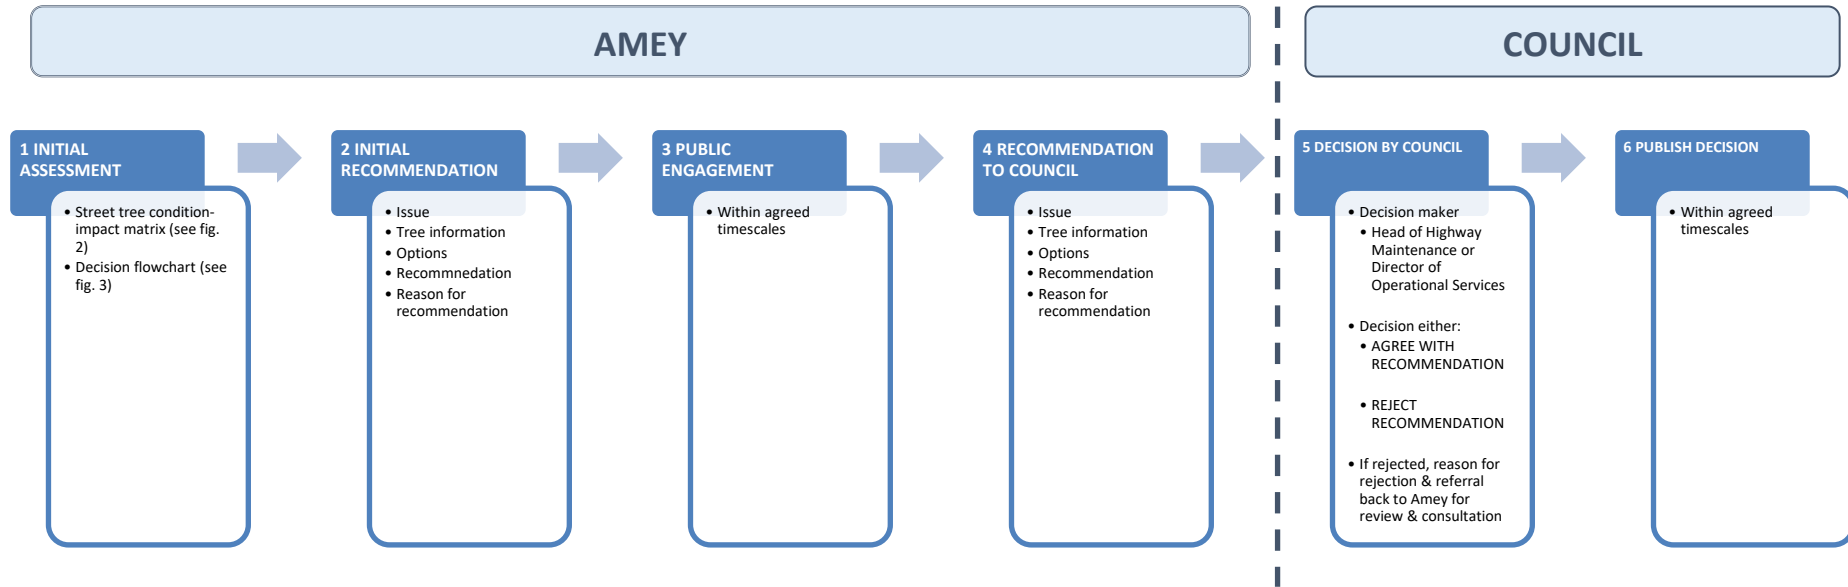 AMEY
COUNCIL
1 INITIAL
ASSESSMENT
• Street tree condition-
impact matrix (see fig.
2)
• Decision flowchart (see
fig. 3)
2 INITIAL
RECOMMENDATION
• Issue
• Tree information
• Options
• Recommnedation
• Reason for
recommendation
3 PUBLIC
ENGAGEMENT
• Within agreed
timescales
4 RECOMMENDATION
TO COUNCIL
• Issue
• Tree information
• Options
• Recommendation
• Reason for
recommendation
5 DECISION BY COUNCIL
• Decision maker
• Head of Highway
Maintenance or
Director of
Operational Services
• Decision either:
• AGREE WITH
RECOMMENDATION
• REJECT
RECOMMENDATION
• If rejected, reason for
rejection & referral
back to Amey for
review & consultation
6 PUBLISH DECISION
• Within agreed
timescales